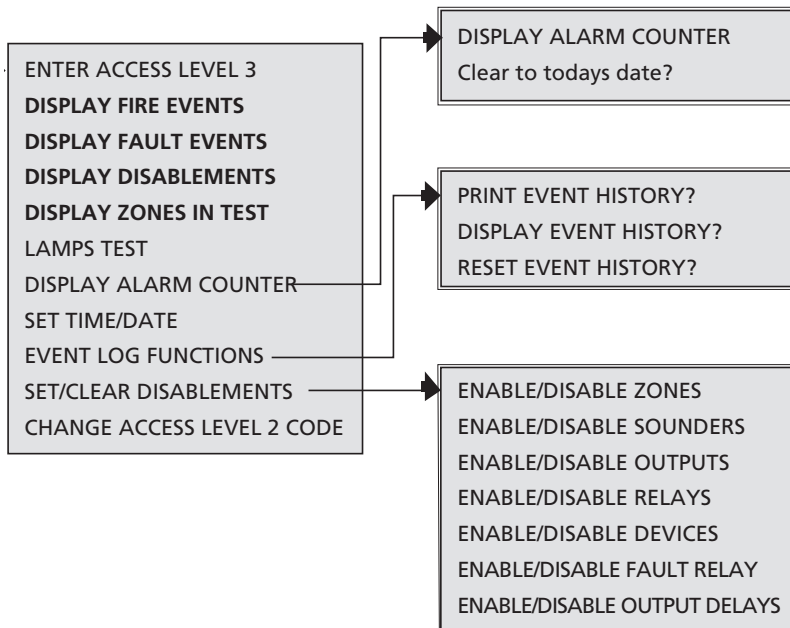 ENTER ACCESS LEVEL 3
DISPLAY FIRE EVENTS
DISPLAY FAULT EVENTS
DISPLAY DISABLEMENTS
DISPLAY ZONES IN TEST
LAMPS TEST
DISPLAY ALARM COUNTER
SET TIME/DATE
EVENT LOG FUNCTIONS
SET/CLEAR DISABLEMENTS
CHANGE ACCESS LEVEL 2 CODE
DISPLAY ALARM COUNTER
Clear to todays date?
PRINT EVENT HISTORY?
DISPLAY EVENT HISTORY?
RESET EVENT HISTORY?
ENABLE/DISABLE ZONES
ENABLE/DISABLE SOUNDERS
ENABLE/DISABLE OUTPUTS
ENABLE/DISABLE RELAYS
ENABLE/DISABLE DEVICES
ENABLE/DISABLE FAULT RELAY
ENABLE/DISABLE OUTPUT DELAYS